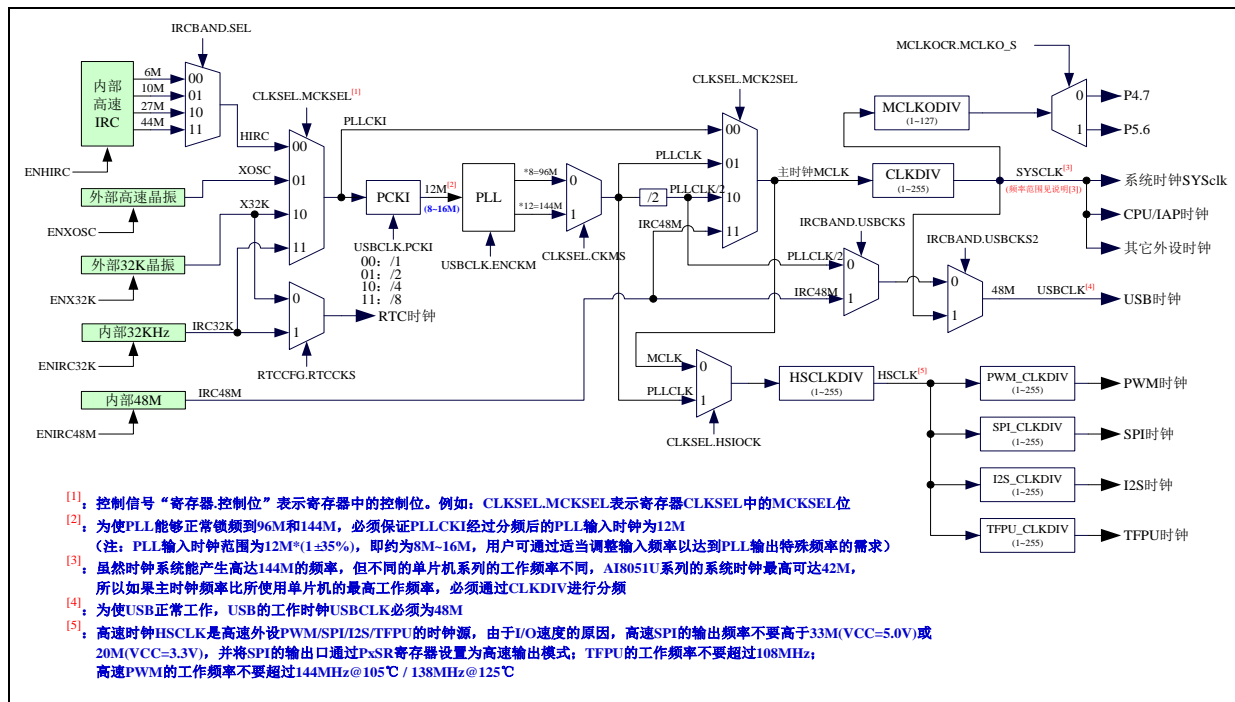 IRCBAND.SEL
内部
高速
IRC
6M
10M
27M
44M
00
01
10
11
ENHIRC
HIRC
CLKSEL.MCKSEL[1]
00
01
10
11
外部高速晶振
XOSC
ENXOSC
外部32K晶振
X32K
ENX32K
内部32KHz
IRC32K
ENIRC32K
内部48M
IRC48M
ENIRC48M
0
1
RTC时钟
RTCCFG.RTCCKS
PLLCKI
PCKI
12M[2]
(8~16M)
USBCLK.PCKI
00: /1
01: /2
10: /4
11: /8
PLL
USBCLK.ENCKM
*8=96M
*12=144M
0
1
CLKSEL.CKMS
CLKSEL.MCK2SEL
PLLCLK
/2
PLLCLK/2
IRC48M
00
01
10
11
主时钟MCLK
CLKDIV
(1~255)
SYSCLK[3]
(频率范围见说明[3])
系统时钟SYSclk
CPU/IAP时钟
其它外设时钟
MCLKOCR.MCLKO_S
MCLKODIV
(1~127)
0
1
P4.7
P5.6
IRCBAND.USBCKS
PLLCLK/2
IRC48M
0
1
IRCBAND.USBCKS2
0
1
48M
USBCLK[4]
USB时钟
MCLK
PLLCLK
0
1
CLKSEL.HSIOCK
HSCLKDIV
(1~255)
HSCLK[5]
PWM_CLKDIV
(1~255)
PWM时钟
SPI_CLKDIV
(1~255)
SPI时钟
I2S_CLKDIV
(1~255)
I2S时钟
TFPU_CLKDIV
(1~255)
TFPU时钟
[1]：控制信号“寄存器.控制位”表示寄存器中的控制位。例如：CLKSEL.MCKSEL表示寄存器CLKSEL中的MCKSEL位
[2]：为使PLL能够正常锁频到96M和144M，必须保证PLLCKI经过分频后的PLL输入时钟为12M
（注：PLL输入时钟范围为12M*(1±35%)，即约为8M~16M，用户可通过适当调整输入频率以达到PLL输出特殊频率的需求）
[3]：虽然时钟系统能产生高达144M的频率，但不同的单片机系列的工作频率不同，AI8051U系列的系统时钟最高可达42M，
所以如果主时钟频率比所使用单片机的最高工作频率，必须通过CLKDIV进行分频
[4]：为使USB正常工作，USB的工作时钟USBCLK必须为48M
[5]：高速时钟HSCLK是高速外设PWM/SPI/I2S/TFPU的时钟源，由于I/O速度的原因，高速SPI的输出频率不要高于33M(VCC=5.0V)或
20M(VCC=3.3V)，并将SPI的输出口通过PxSR寄存器设置为高速输出模式；TFPU的工作频率不要超过108MHz；
高速PWM的工作频率不要超过144MHz@105℃ / 138MHz@125℃